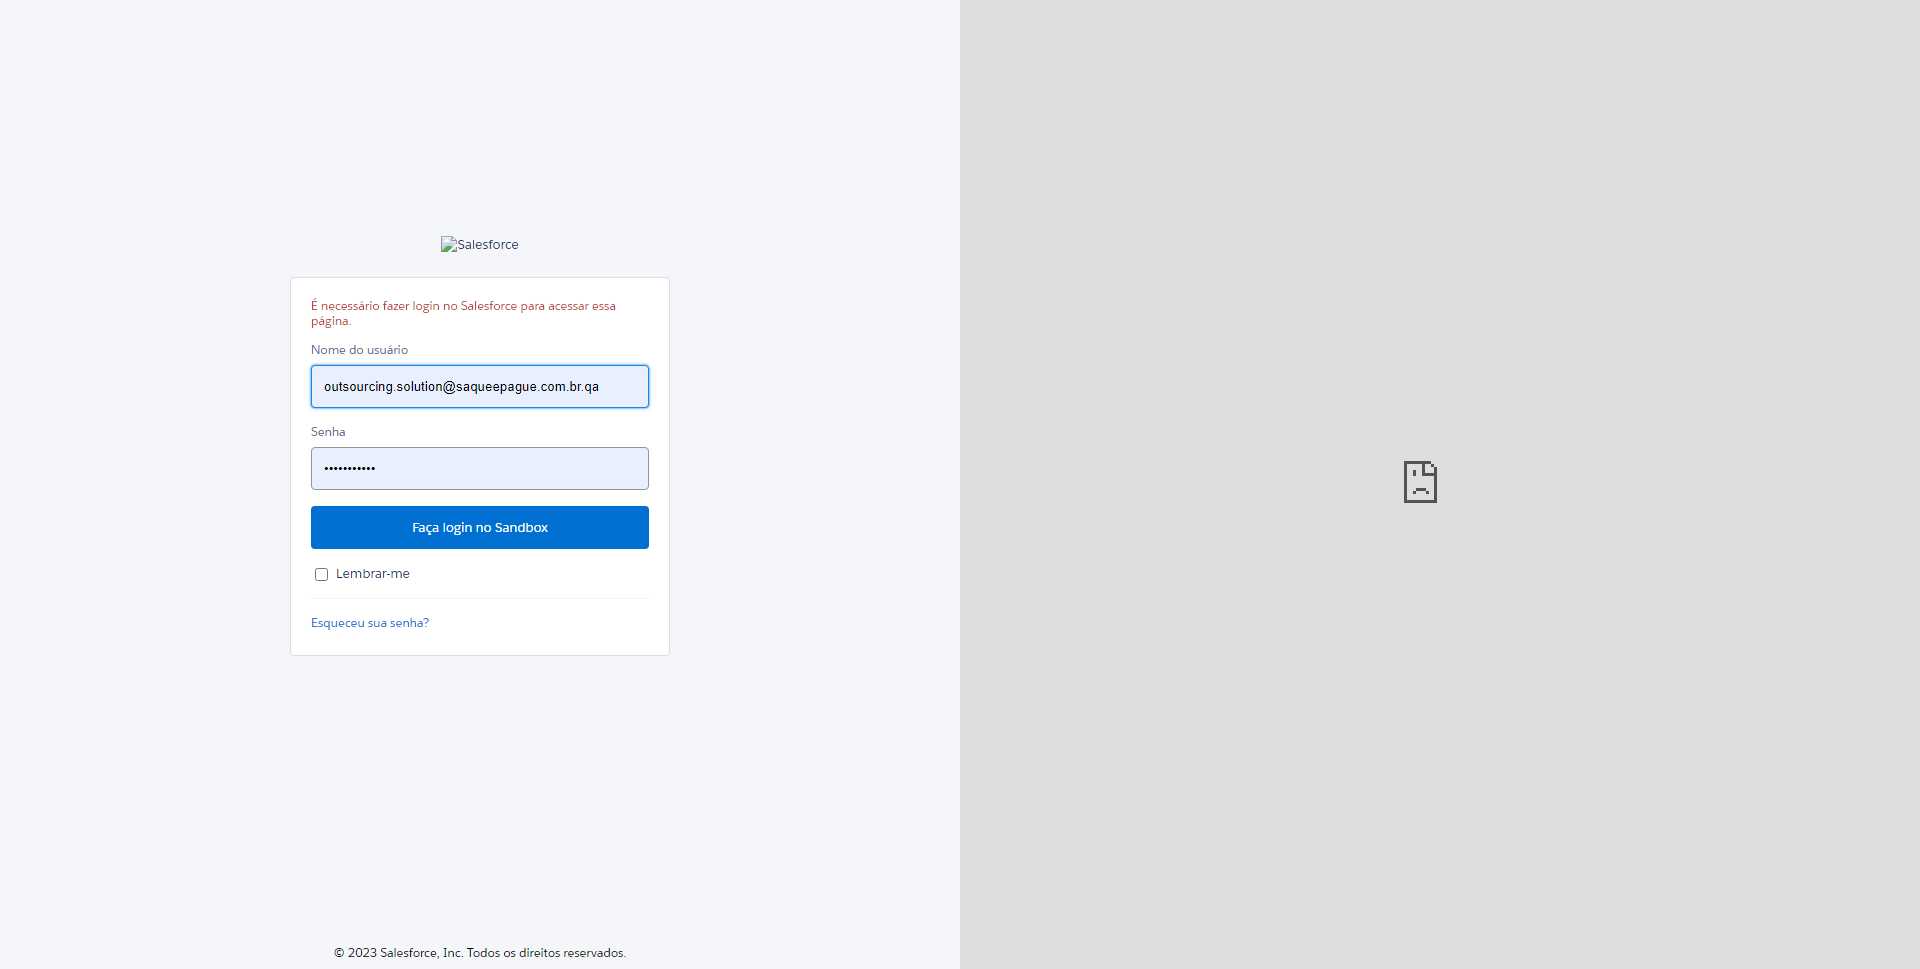 Salesforce
É necessário fazer login no Salesforce para acessar essa
página.
Nome do usuário
outsourcing.solution@saqueepague.com.br.qa
Senha
•••••••••••
Faça login no Sandbox
Lembrar-me
Esqueceu sua senha?
© 2023 Salesforce, Inc. Todos os direitos reservados.